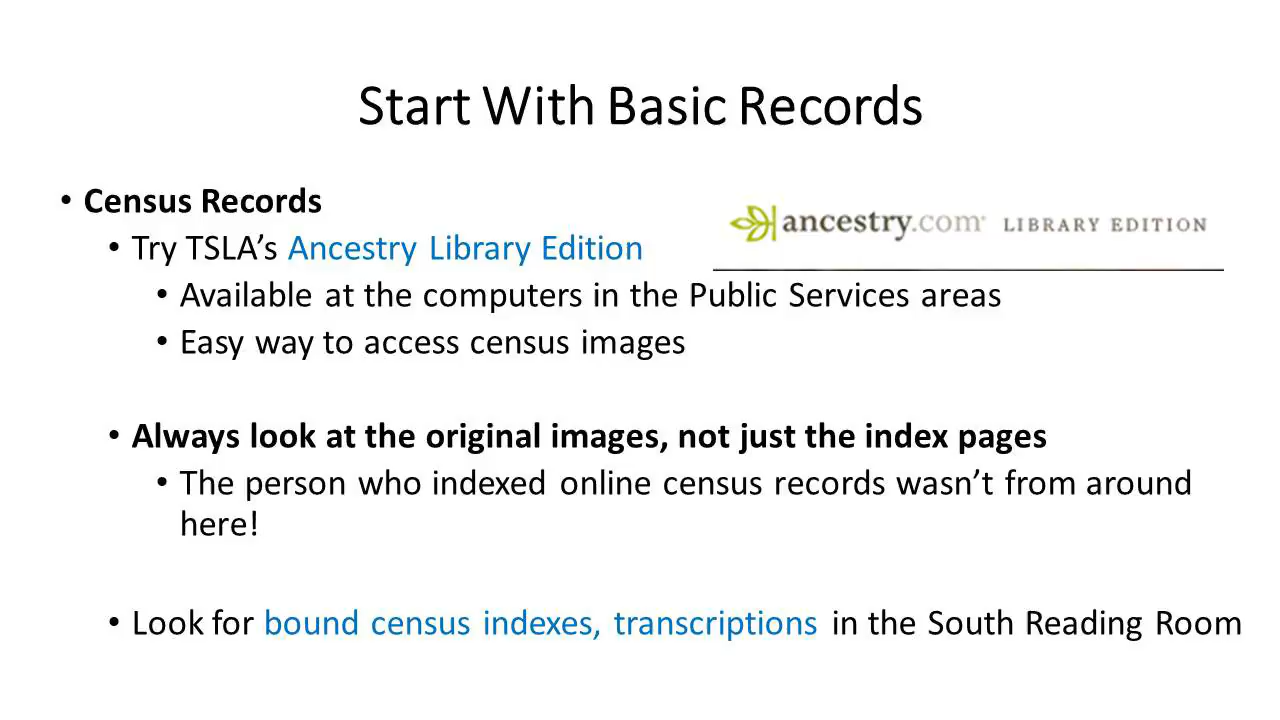 Start With Basic Records
• Census Records
ancestry.com LIBRARY EDITION
• Try TSLA’s Ancestry Library Edition
• Available at the computers in the Public Services areas
• Easy way to access census images
• Always look at the original images, not just the index pages
• The person who indexed online census records wasn’t from around
here!
• Look for bound census indexes, transcriptions in the South Reading Room